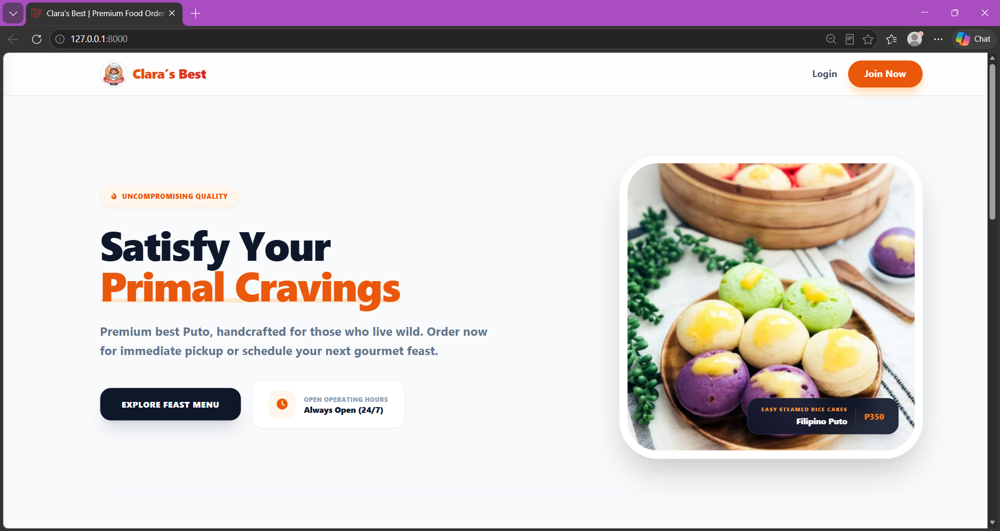 Clara's Best | Premium Food Order
127.0.0.1:8000
Chat
CLARA'S BEST
Clara's Best
Login
Join Now
UNCOMPROMISING QUALITY
Satisfy Your
Primal Cravings
Premium best Puto, handcrafted for those who live wild. Order now
for immediate pickup or schedule your next gourmet feast.
EXPLORE FEAST MENU
OPEN OPERATING HOURS
Always Open (24/7)
EASY STEAMED RICE CAKES
Filipino Puto
P350